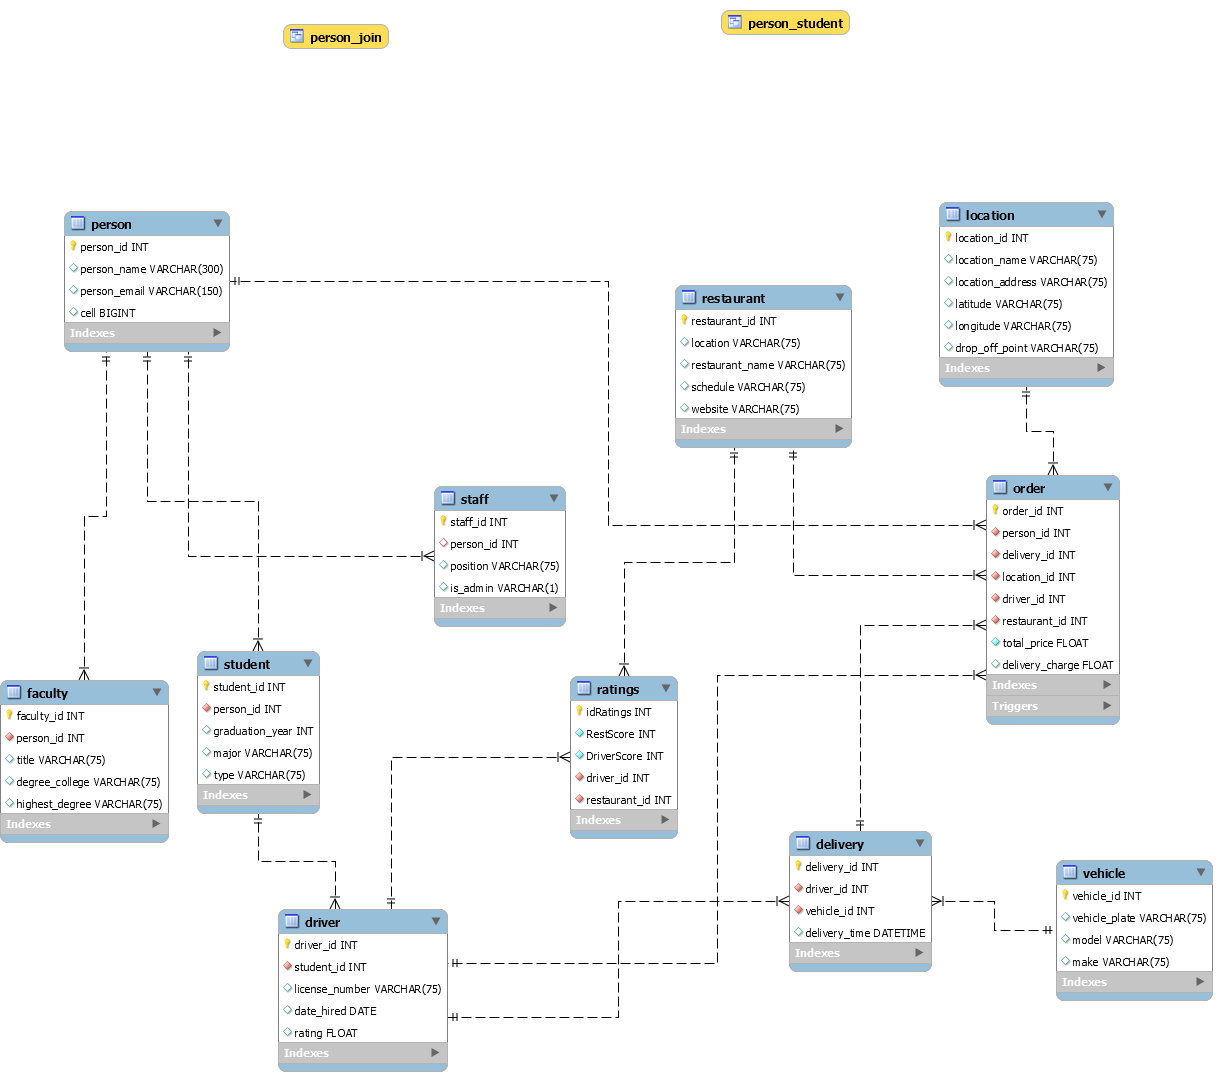 person_join
person_student
person
person_id INT
person_name VARCHAR(300)
person_email VARCHAR(150)
cell BIGINT
Indexes
location
location_id INT
location_name VARCHAR(75)
location_address VARCHAR(75)
latitude VARCHAR(75)
longitude VARCHAR(75)
drop_off_point VARCHAR(75)
Indexes
restaurant
restaurant_id INT
location VARCHAR(75)
restaurant_name VARCHAR(75)
schedule VARCHAR(75)
website VARCHAR(75)
Indexes
staff
staff_id INT
person_id INT
position VARCHAR(75)
is_admin VARCHAR(1)
Indexes
order
order_id INT
person_id INT
delivery_id INT
location_id INT
driver_id INT
restaurant_id INT
total_price FLOAT
delivery_charge FLOAT
Indexes
Triggers
faculty
faculty_id INT
person_id INT
title VARCHAR(75)
degree_college VARCHAR(75)
highest_degree VARCHAR(75)
Indexes
student
student_id INT
person_id INT
graduation_year INT
major VARCHAR(75)
type VARCHAR(75)
Indexes
ratings
idRatings INT
RestScore INT
DriverScore INT
driver_id INT
restaurant_id INT
Indexes
driver
driver_id INT
student_id INT
license_number VARCHAR(75)
date_hired DATE
rating FLOAT
Indexes
delivery
delivery_id INT
driver_id INT
vehicle_id INT
delivery_time DATETIME
Indexes
vehicle
vehicle_id INT
vehicle_plate VARCHAR(75)
model VARCHAR(75)
make VARCHAR(75)
Indexes